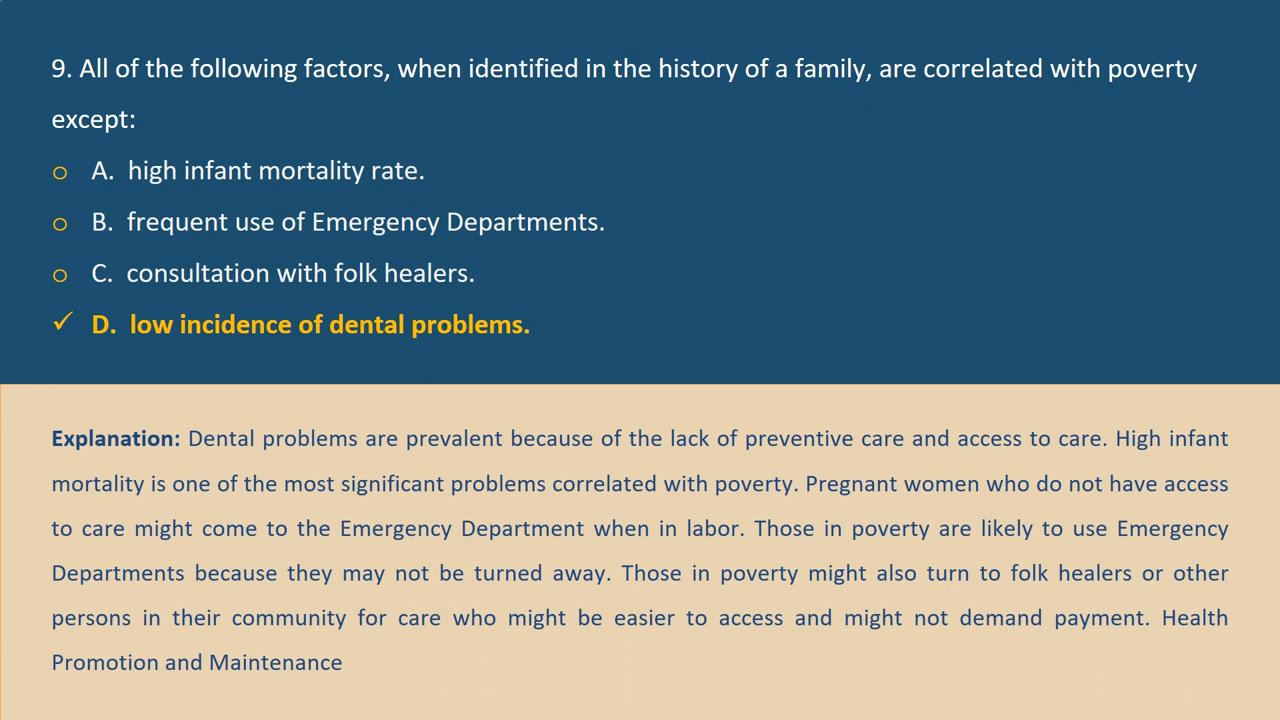 9. All of the following factors, when identified in the history of a family, are correlated with poverty
except:
A. high infant mortality rate.
B. frequent use of Emergency Departments.
C. consultation with folk healers.
D. low incidence of dental problems.
Explanation: Dental problems are prevalent because of the lack of preventive care and access to care. High infant
mortality is one of the most significant problems correlated with poverty. Pregnant women who do not have access
to care might come to the Emergency Department when in labor. Those in poverty are likely to use Emergency
Departments because they may not be turned away. Those in poverty might also turn to folk healers or other
persons in their community for care who might be easier to access and might not demand payment. Health
Promotion and Maintenance